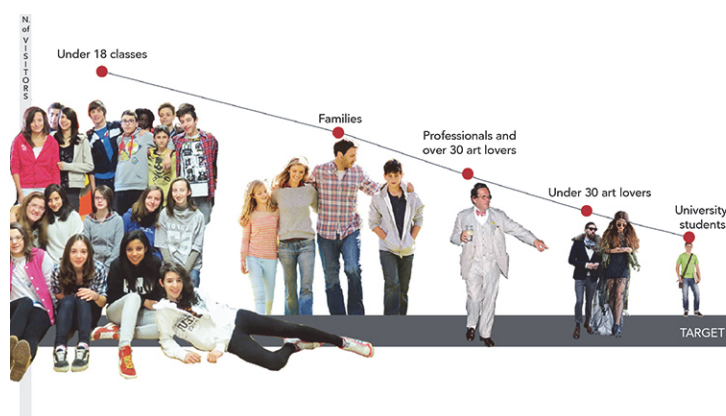 N.
of
VISITORS
Under 18 classes
Families
Professionals and
over 30 art lovers
Under 30 art lovers
University
students
TARGET